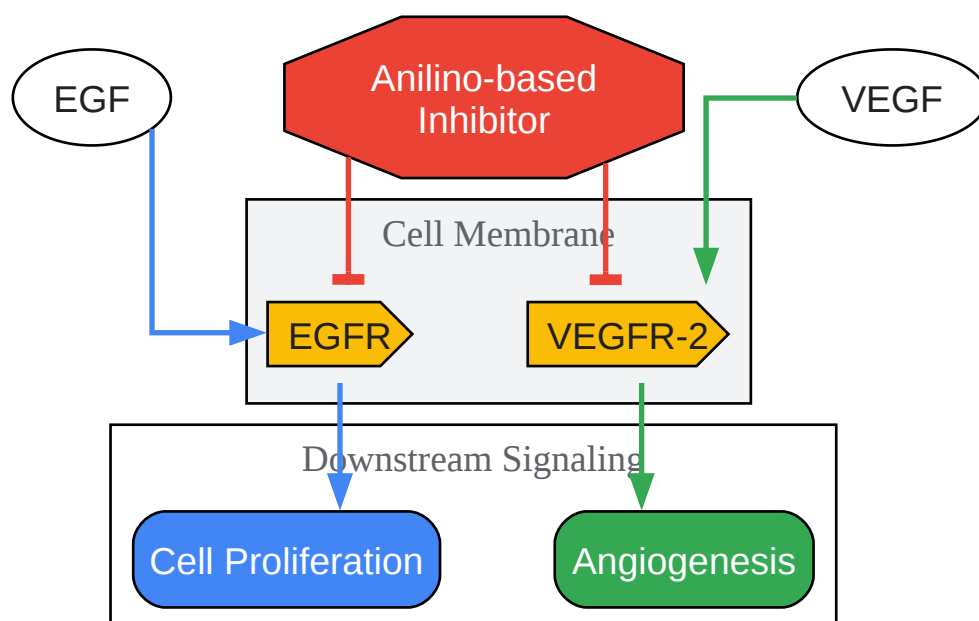 EGF
Anilino-based
Inhibitor
VEGF
Cell Membrane
EGFR
VEGFR-2
Downstream Signaling
Cell Proliferation
Angiogenesis